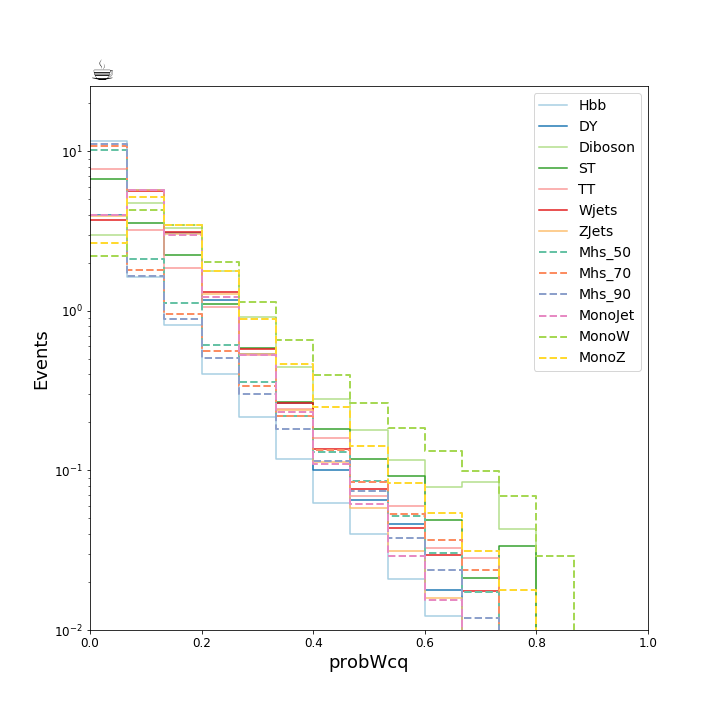 ☕
Hbb
DY
Diboson
ST
TT
Wjets
ZJets
Mhs_50
Mhs_70
Mhs_90
MonoJet
MonoW
MonoZ
Events
10¹
10⁰
10⁻¹
10⁻²
0.0 0.2 0.4 0.6 0.8 1.0
probWcq